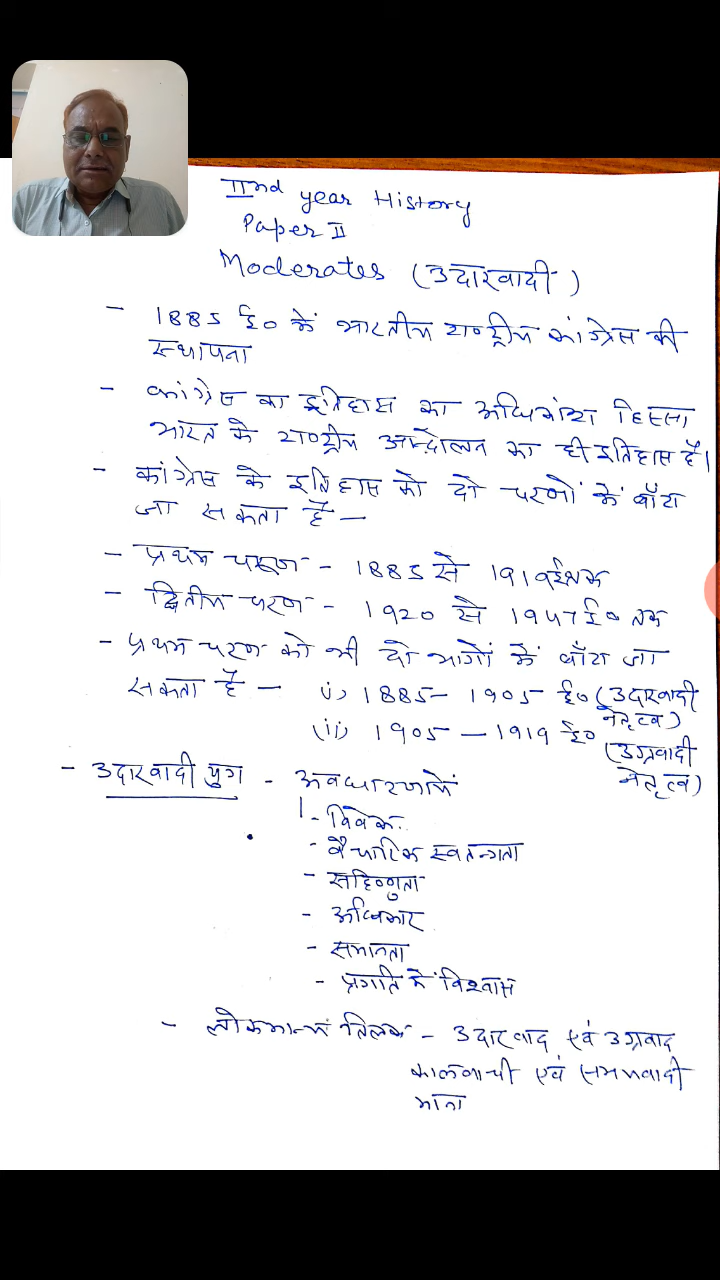 IInd year History
Paper II
Moderates (उदारवादी)
- 1885 ई० में भारतीय राष्ट्रीय कांग्रेस की
स्थापना
- कांग्रेस का इतिहास का अधिकांश हिस्सा
भारत के राष्ट्रीय आन्दोलन का ही इतिहास है।
- कांग्रेस के इतिहास को दो चरणों में बाँटा
जा सकता है —
- प्रथम चरण - 1885 से 1919 ई० तक
- द्वितीय चरण - 1920 से 1947 ई० तक
- प्रथम चरण को भी दो भागों में बाँटा जा
सकता है — (i) 1885 - 1905 ई० (उदारवादी
नेतृत्व)
(ii) 1905 — 1919 ई० (उग्रवादी
नेतृत्व)
- उदारवादी युग - अवधारणायें
- विवेक
- वैचारिक स्वतन्त्रता
- सहिष्णुता
- अधिकार
- समानता
- प्रगति में विश्वास
- लोकमान्य तिलक - उदारवाद एवं उग्रवाद
एवं
माना